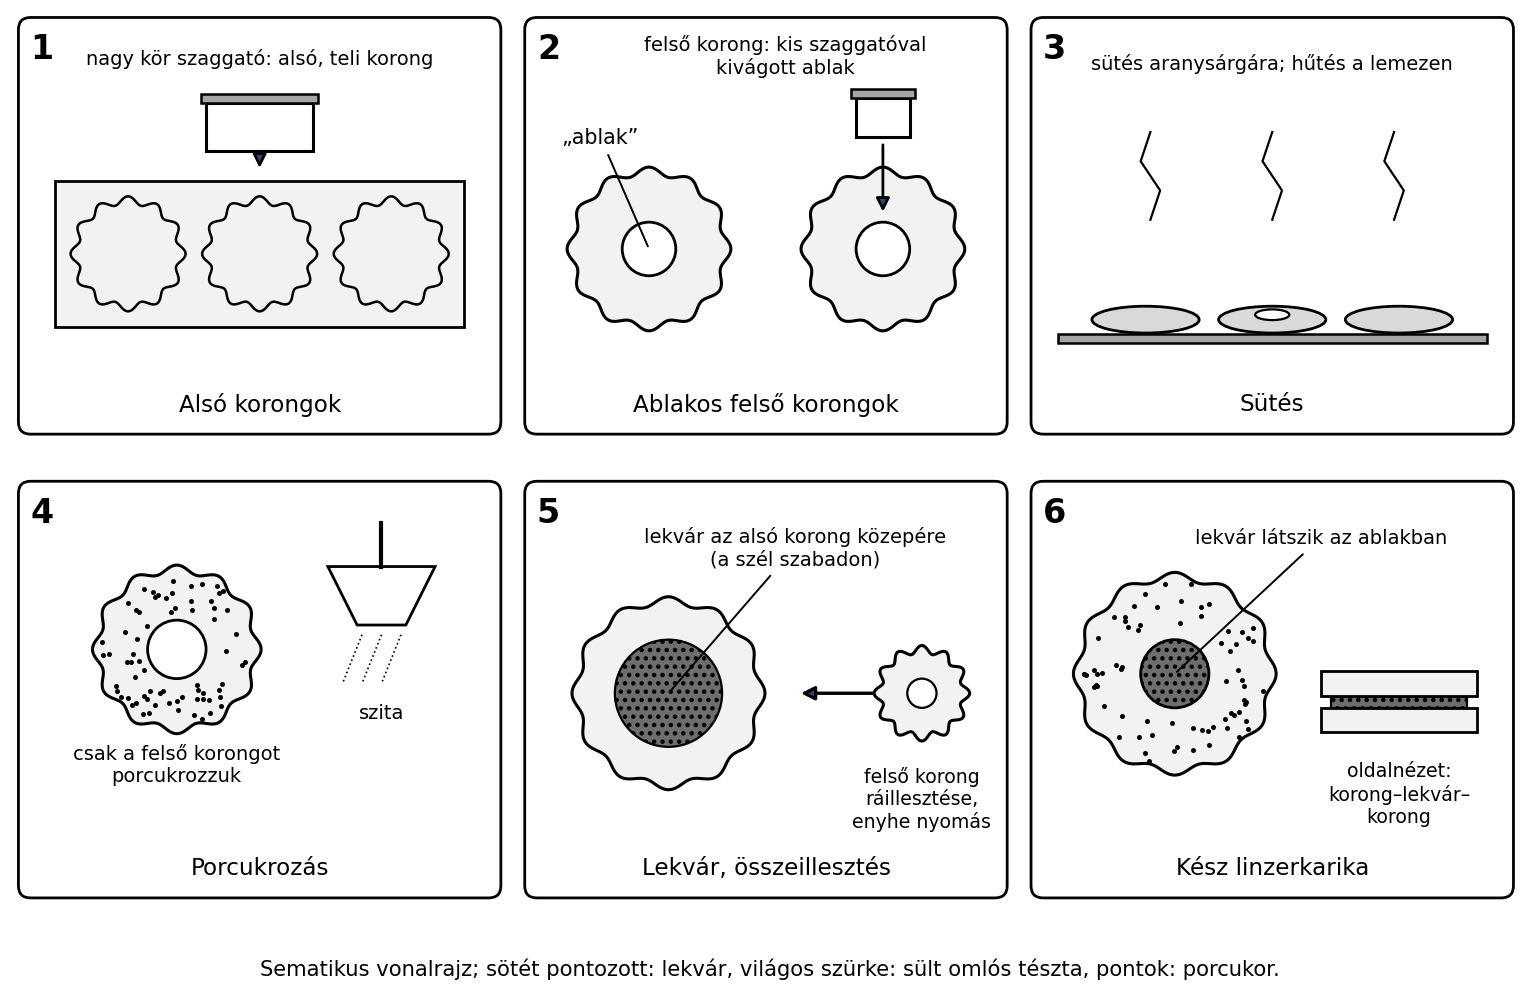 1
nagy kör szaggató: alsó, teli korong
Alsó korongok
2
felső korong: kis szaggatóval
kivágott ablak
„ablak”
Ablakos felső korongok
3
sütés aranysárgára; hűtés a lemezen
Sütés
4
szita
csak a felső korongot
porcukrozzuk
Porcukrozás
5
lekvár az alsó korong közepére
(a szél szabadon)
felső korong
ráillesztése,
enyhe nyomás
Lekvár, összeillesztés
6
lekvár látszik az ablakban
oldalnézet:
korong–lekvár–
korong
Kész linzerkarika
Sematikus vonalrajz; sötét pontozott: lekvár, világos szürke: sült omlós tészta, pontok: porcukor.